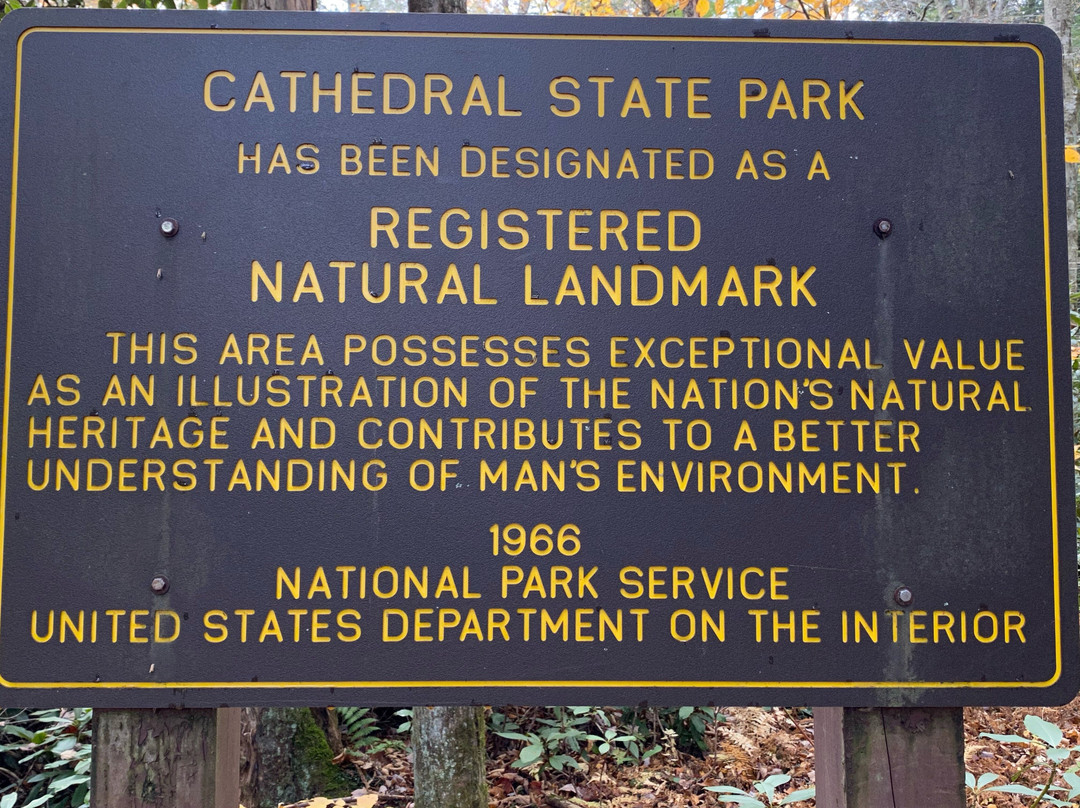 CATHEDRAL STATE PARK
HAS BEEN DESIGNATED AS A
REGISTERED
NATURAL LANDMARK
THIS AREA POSSESSES EXCEPTIONAL VALUE
AS AN ILLUSTRATION OF THE NATION'S NATURAL
HERITAGE AND CONTRIBUTES TO A BETTER
UNDERSTANDING OF MAN'S ENVIRONMENT.
1966
NATIONAL PARK SERVICE
UNITED STATES DEPARTMENT ON THE INTERIOR